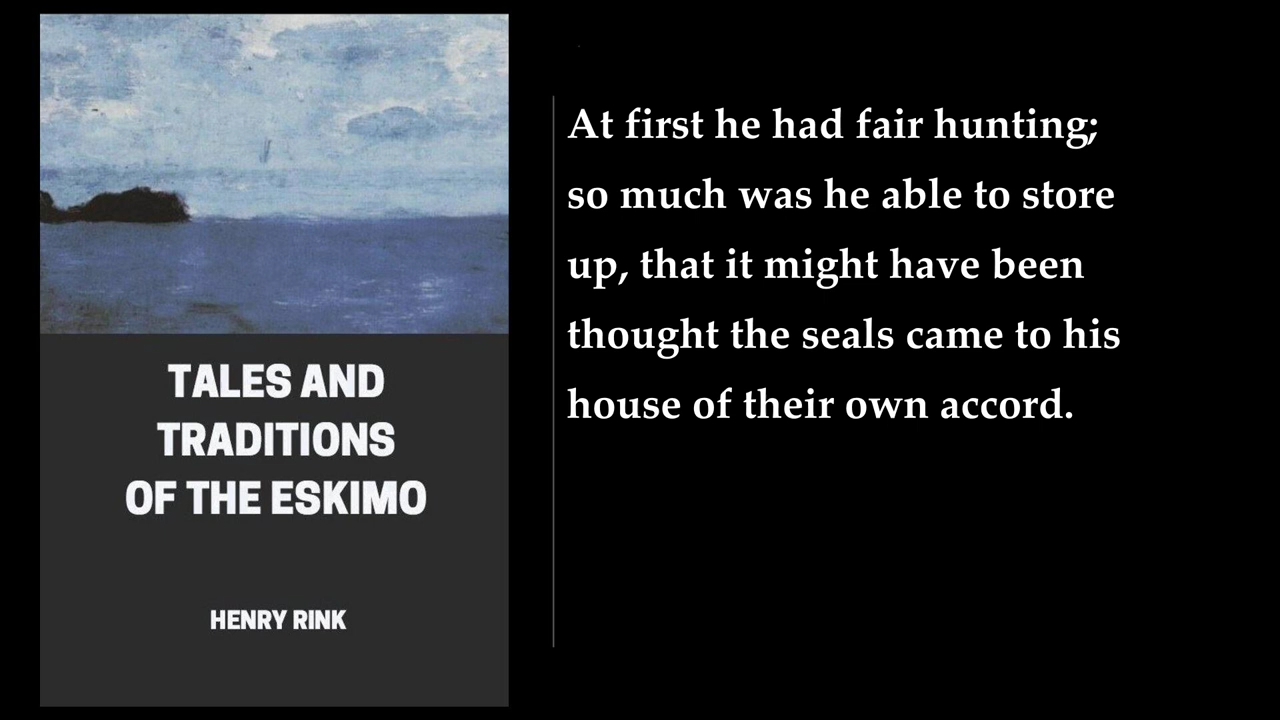 TALES AND
TRADITIONS
OF THE ESKIMO
HENRY RINK
At first he had fair hunting;
so much was he able to store
up, that it might have been
thought the seals came to his
house of their own accord.